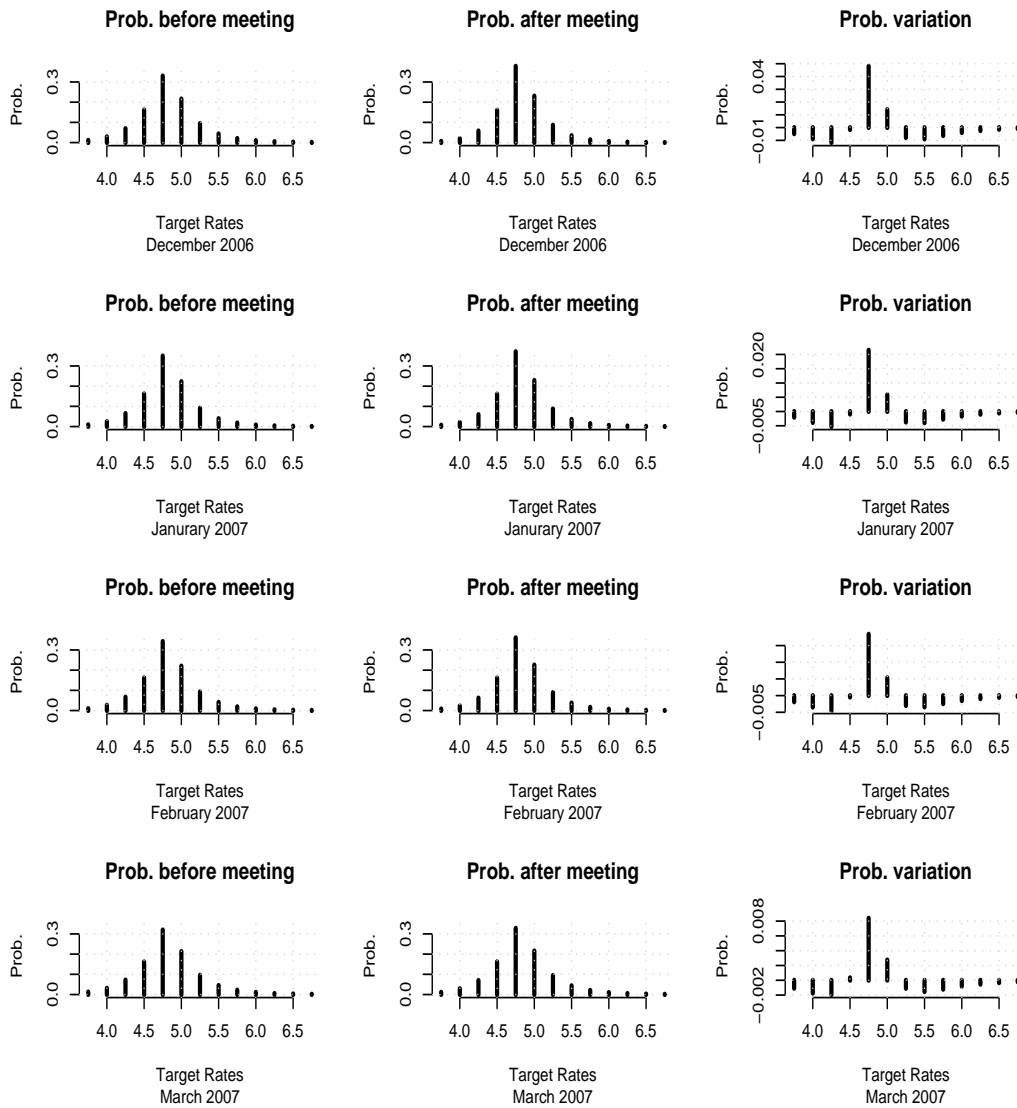 Prob. before meeting
Prob.
0.0 0.3
4.0 4.5 5.0 5.5 6.0 6.5
Target Rates
December 2006
Prob. after meeting
Prob.
0.0 0.3
4.0 4.5 5.0 5.5 6.0 6.5
Target Rates
December 2006
Prob. variation
Prob.
−0.01 0.04
4.0 4.5 5.0 5.5 6.0 6.5
Target Rates
December 2006
Prob. before meeting
Prob.
0.0 0.3
4.0 4.5 5.0 5.5 6.0 6.5
Target Rates
Janurary 2007
Prob. after meeting
Prob.
0.0 0.3
4.0 4.5 5.0 5.5 6.0 6.5
Target Rates
Janurary 2007
Prob. variation
Prob.
−0.005 0.020
4.0 4.5 5.0 5.5 6.0 6.5
Target Rates
Janurary 2007
Prob. before meeting
Prob.
0.0 0.3
4.0 4.5 5.0 5.5 6.0 6.5
Target Rates
February 2007
Prob. after meeting
Prob.
0.0 0.3
4.0 4.5 5.0 5.5 6.0 6.5
Target Rates
February 2007
Prob. variation
Prob.
−0.005
4.0 4.5 5.0 5.5 6.0 6.5
Target Rates
February 2007
Prob. before meeting
Prob.
0.0 0.3
4.0 4.5 5.0 5.5 6.0 6.5
Target Rates
March 2007
Prob. after meeting
Prob.
0.0 0.3
4.0 4.5 5.0 5.5 6.0 6.5
Target Rates
March 2007
Prob. variation
Prob.
−0.002 0.008
4.0 4.5 5.0 5.5 6.0 6.5
Target Rates
March 2007